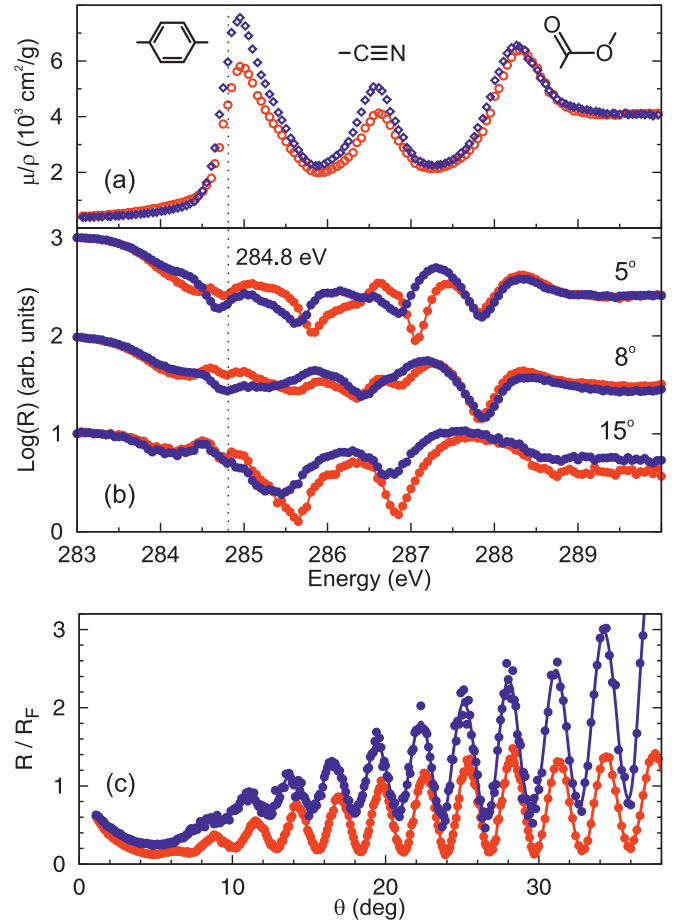 μ/ρ (10³ cm²/g)
6
4
2
–C≡N
O
O
(a)
3
2
1
0
Log(R) (arb. units)
284.8 eV
5°
8°
15°
(b)
283 284 285 286 287 288 289
Energy (eV)
3
2
1
0
R / R_F
(c)
0 10 20 30
θ (deg)